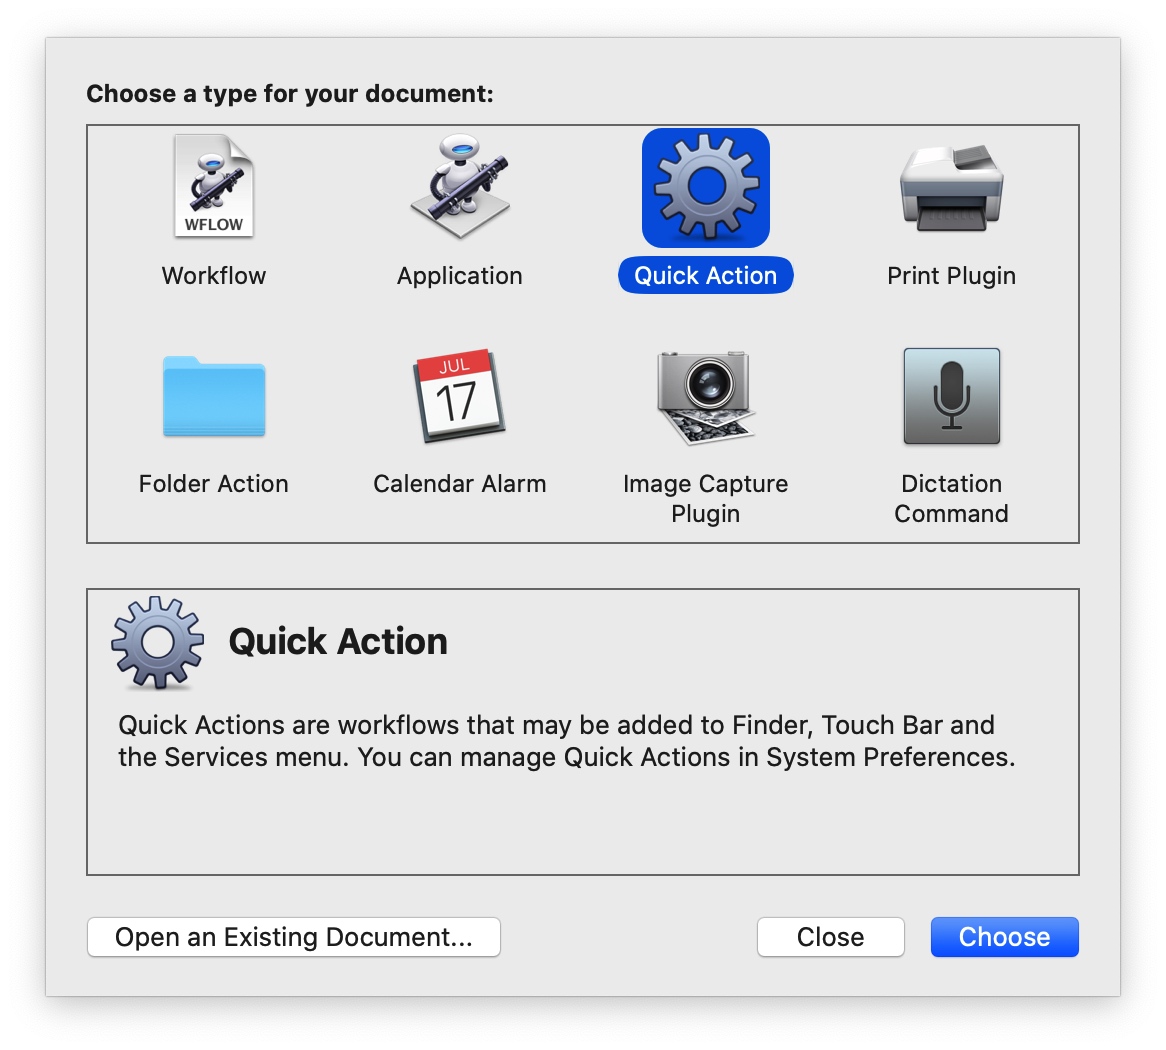 Choose a type for your document:
WFLOW
Workflow
Application
Quick Action
Print Plugin
Folder Action
JUL
17
Calendar Alarm
Image Capture
Plugin
Dictation
Command
Quick Action
Quick Actions are workflows that may be added to Finder, Touch Bar and
the Services menu. You can manage Quick Actions in System Preferences.
Open an Existing Document...
Close
Choose